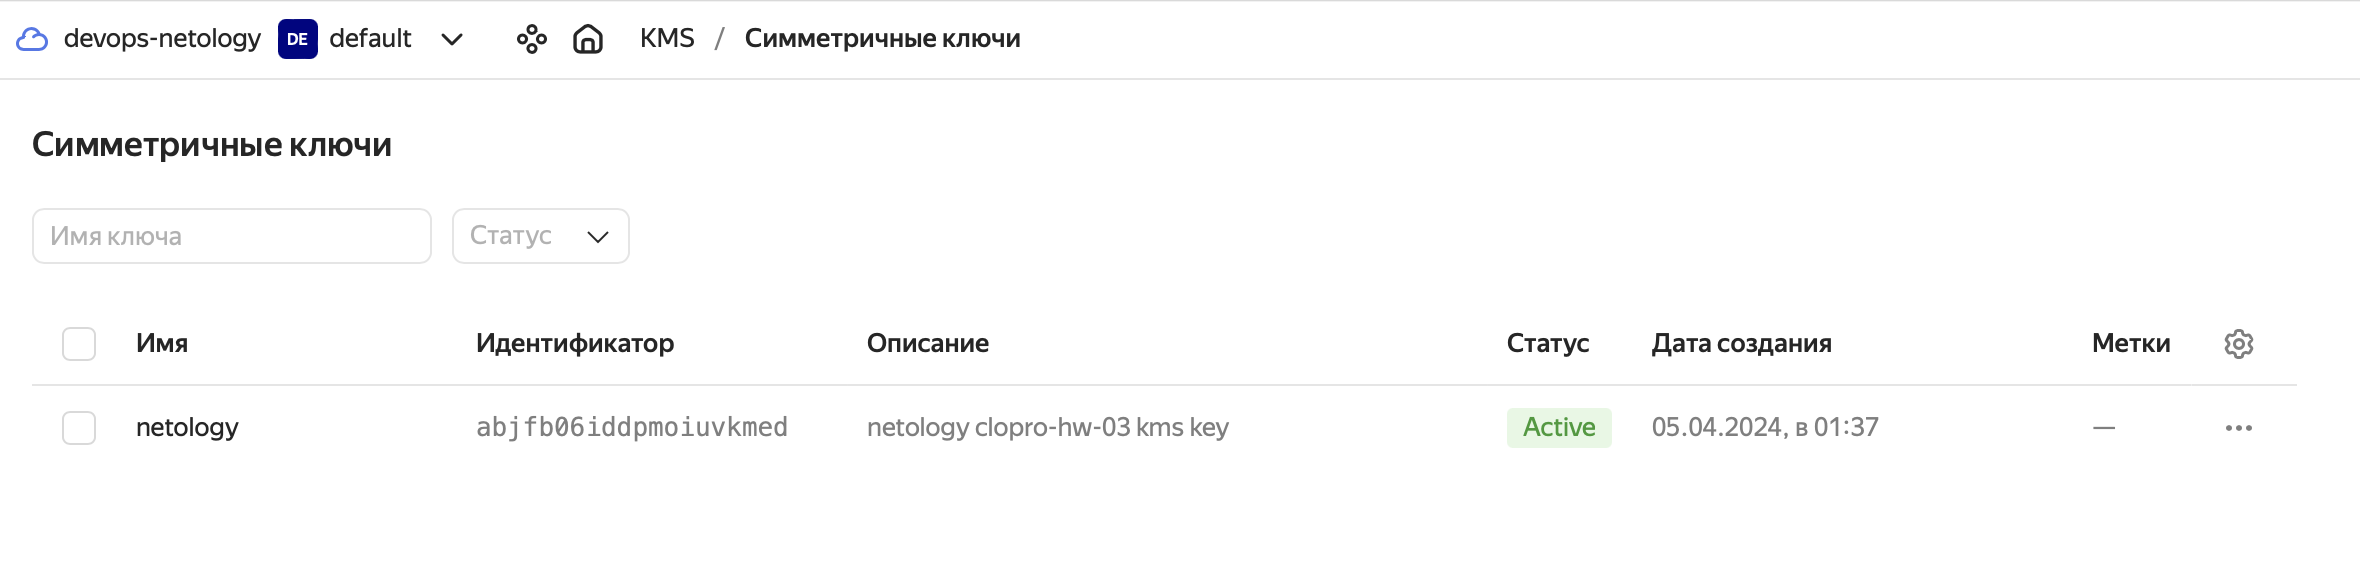 devops-netology DE default KMS / Симметричные ключи
Симметричные ключи
Имя ключа Статус
Имя Идентификатор Описание Статус Дата создания Метки
netology abjfb06iddpmoiuvkmed netology clopro-hw-03 kms key Active 05.04.2024, в 01:37 —